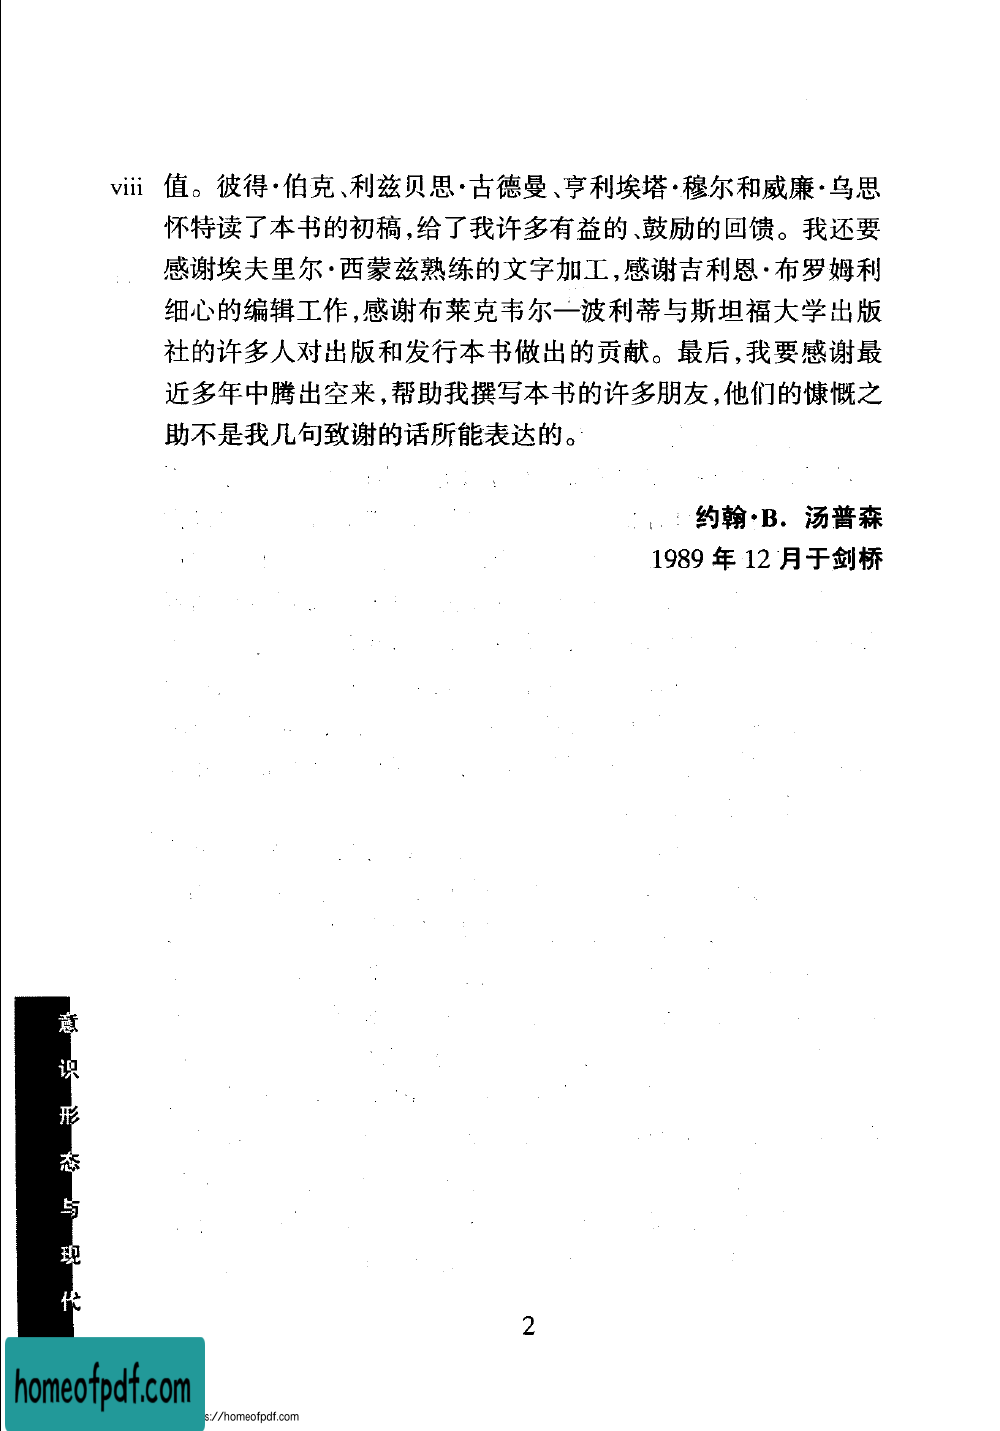 viii 值。彼得·伯克、利兹贝思·古德曼、亨利埃塔·穆尔和威廉·乌思
怀特读了本书的初稿,给了我许多有益的、鼓励的回馈。我还要
感谢埃夫里尔·西蒙兹熟练的文字加工,感谢吉利恩·布罗姆利
细心的编辑工作,感谢布莱克韦尔—波利蒂与斯坦福大学出版
社的许多人对出版和发行本书做出的贡献。最后,我要感谢最
近多年中腾出空来,帮助我撰写本书的许多朋友,他们的慷慨之
助不是我几句致谢的话所能表达的。
约翰·B. 汤普森
1989 年 12 月于剑桥
意识形态与现代
2
homeofpdf.com
s://homeofpdf.com